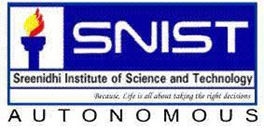 SNIST
Sreenidhi Institute of Science and Technology
Because, Life is all about taking the right decisions
AUTONOMOUS